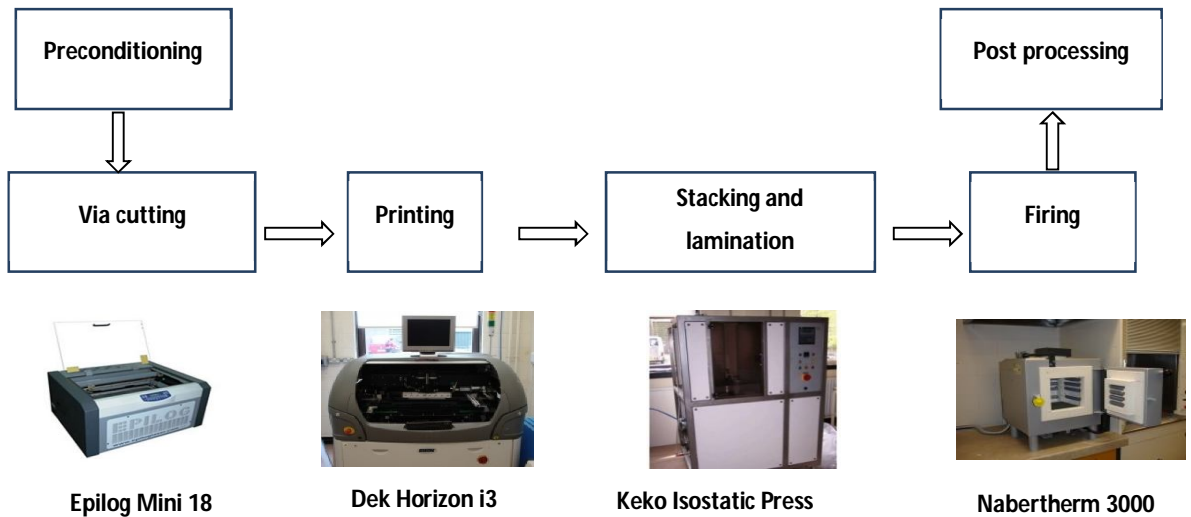 Preconditioning
Post processing
Via cutting
Printing
Stacking and
lamination
Firing
EPILOG
Epilog Mini 18
Dek Horizon i3
Keko Isostatic Press
Nabertherm 3000